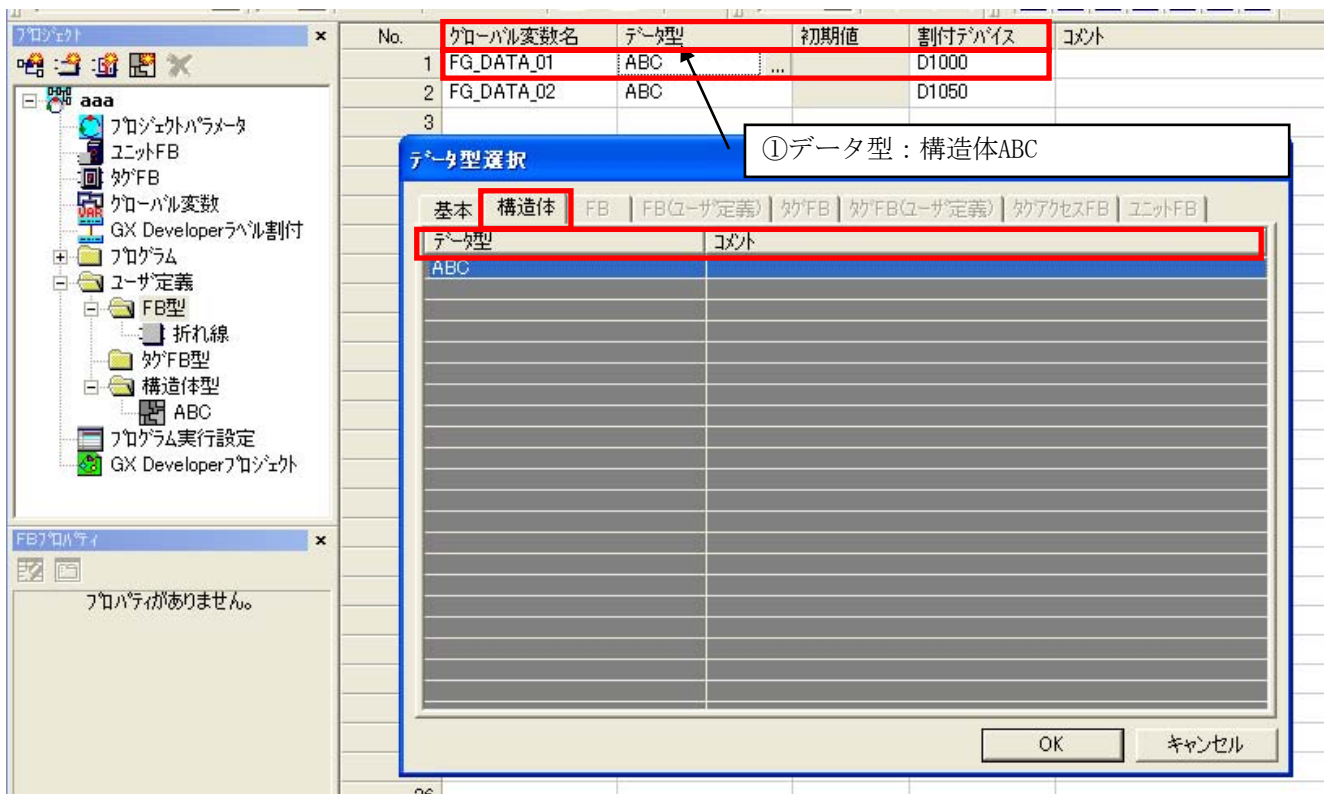 プロジェクト
aaa
プロジェクトパラメータ
ユニットFB
タグFB
グローバル変数
GX Developerラベル割付
プログラム
ユーザ定義
FB型
折れ線
タグFB型
構造体型
ABC
プログラム実行設定
GX Developerプロジェクト
FBプロパティ
プロパティがありません。
No. グローバル変数名 データ型 初期値 割付デバイス コメント
1 FG_DATA_01 ABC ... D1000
2 FG_DATA_02 ABC D1050
3
①データ型：構造体ABC
データ型選択
基本 構造体 FB FB(ユーザ定義) タグFB タグFB(ユーザ定義) タグアクセスFB ユニットFB
データ型 コメント
ABC
OK キャンセル
26